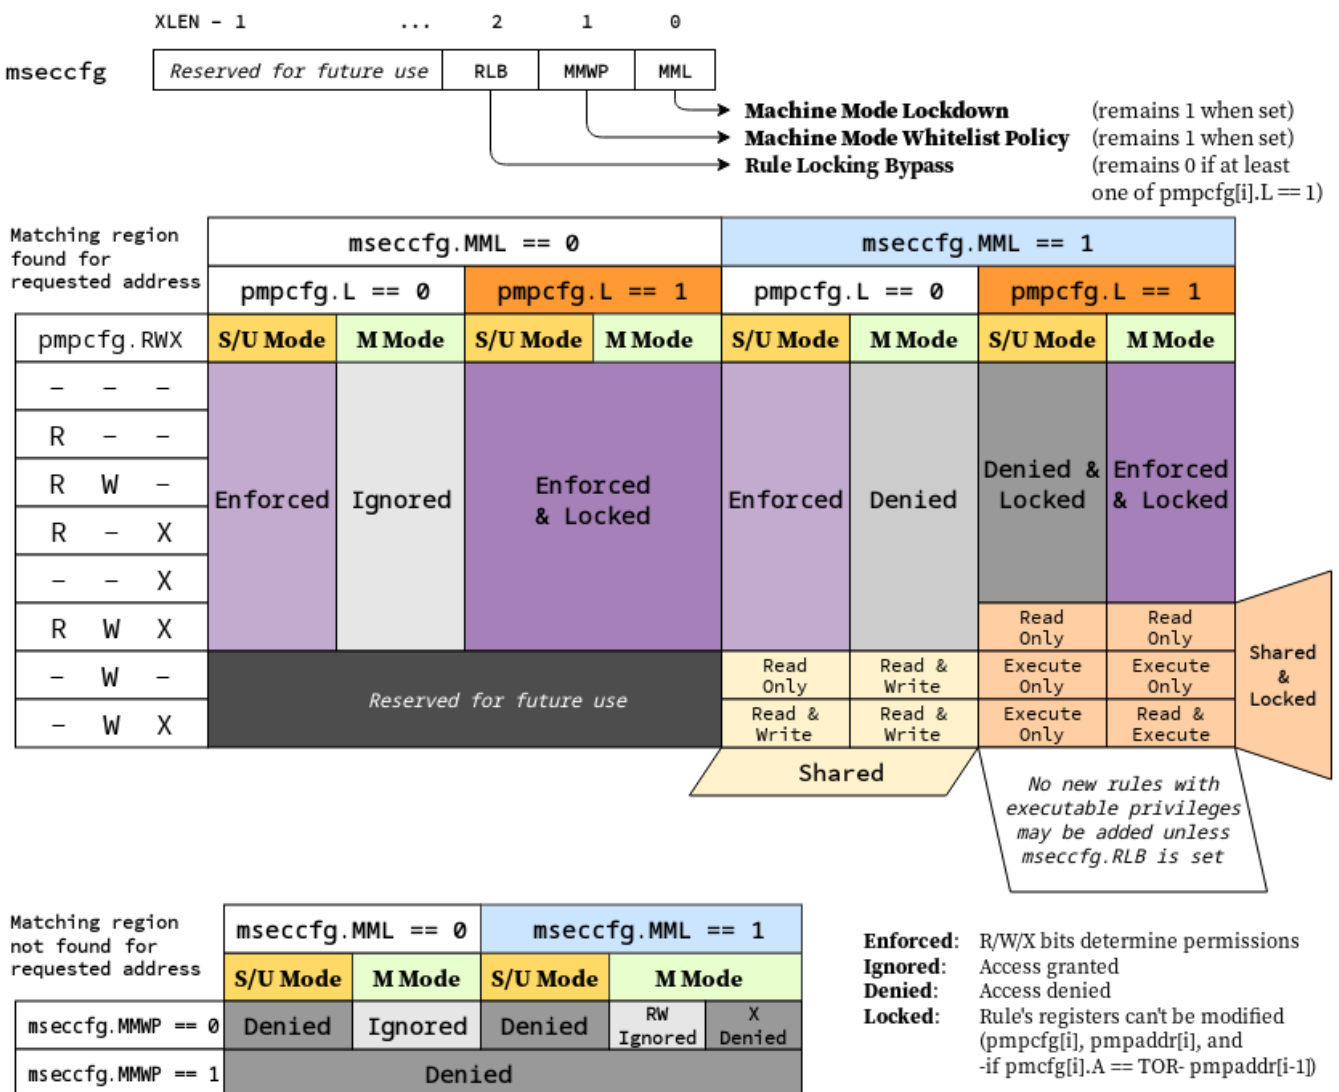 XLEN - 1 ... 2 1 0
mseccfg Reserved for future use RLB MMWP MML
Machine Mode Lockdown (remains 1 when set)
Machine Mode Whitelist Policy (remains 1 when set)
Rule Locking Bypass (remains 0 if at least
one of pmpcfg[i].L == 1)
Matching region
found for
requested address
mseccfg.MML == 0 mseccfg.MML == 1
pmpcfg.L == 0 pmpcfg.L == 1 pmpcfg.L == 0 pmpcfg.L == 1
pmpcfg.RWX S/U Mode M Mode S/U Mode M Mode S/U Mode M Mode S/U Mode M Mode
- - -
R - -
R W -
R - X
- - X
R W X
- W -
- W X
Enforced
Ignored
Enforced
& Locked
Enforced
Denied
Denied &
Locked
Enforced
& Locked
Read
Only
Read
Only
Reserved for future use
Read
Only
Read &
Write
Execute
Only
Execute
Only
Read &
Write
Read &
Write
Execute
Only
Read &
Execute
Shared
&
Locked
Shared
No new rules with
executable privileges
may be added unless
mseccfg.RLB is set
Matching region
not found for
requested address
mseccfg.MML == 0 mseccfg.MML == 1
S/U Mode M Mode S/U Mode M Mode
mseccfg.MMWP == 0 Denied Ignored Denied
RW
Ignored
X
Denied
mseccfg.MMWP == 1 Denied
Enforced: R/W/X bits determine permissions
Ignored: Access granted
Denied: Access denied
Locked: Rule's registers can't be modified
(pmpcfg[i], pmpaddr[i], and
-if pmcfg[i].A == TOR- pmpaddr[i-1])